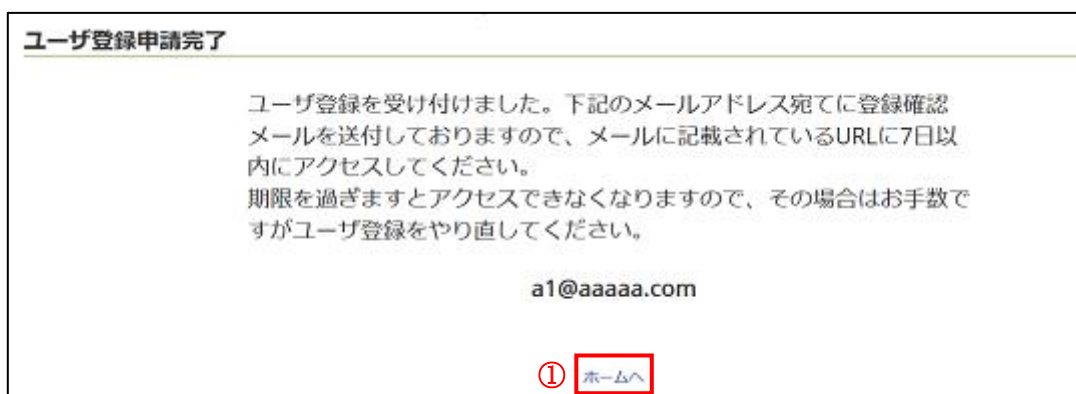 ユーザ登録申請完了
ユーザ登録を受け付けました。下記のメールアドレス宛てに登録確認
メールを送付しておりますので、メールに記載されているURLに7日以
内にアクセスしてください。
期限を過ぎますとアクセスできなくなりますので、その場合はお手数で
すがユーザ登録をやり直してください。
a1@aaaaa.com
① ホームへ